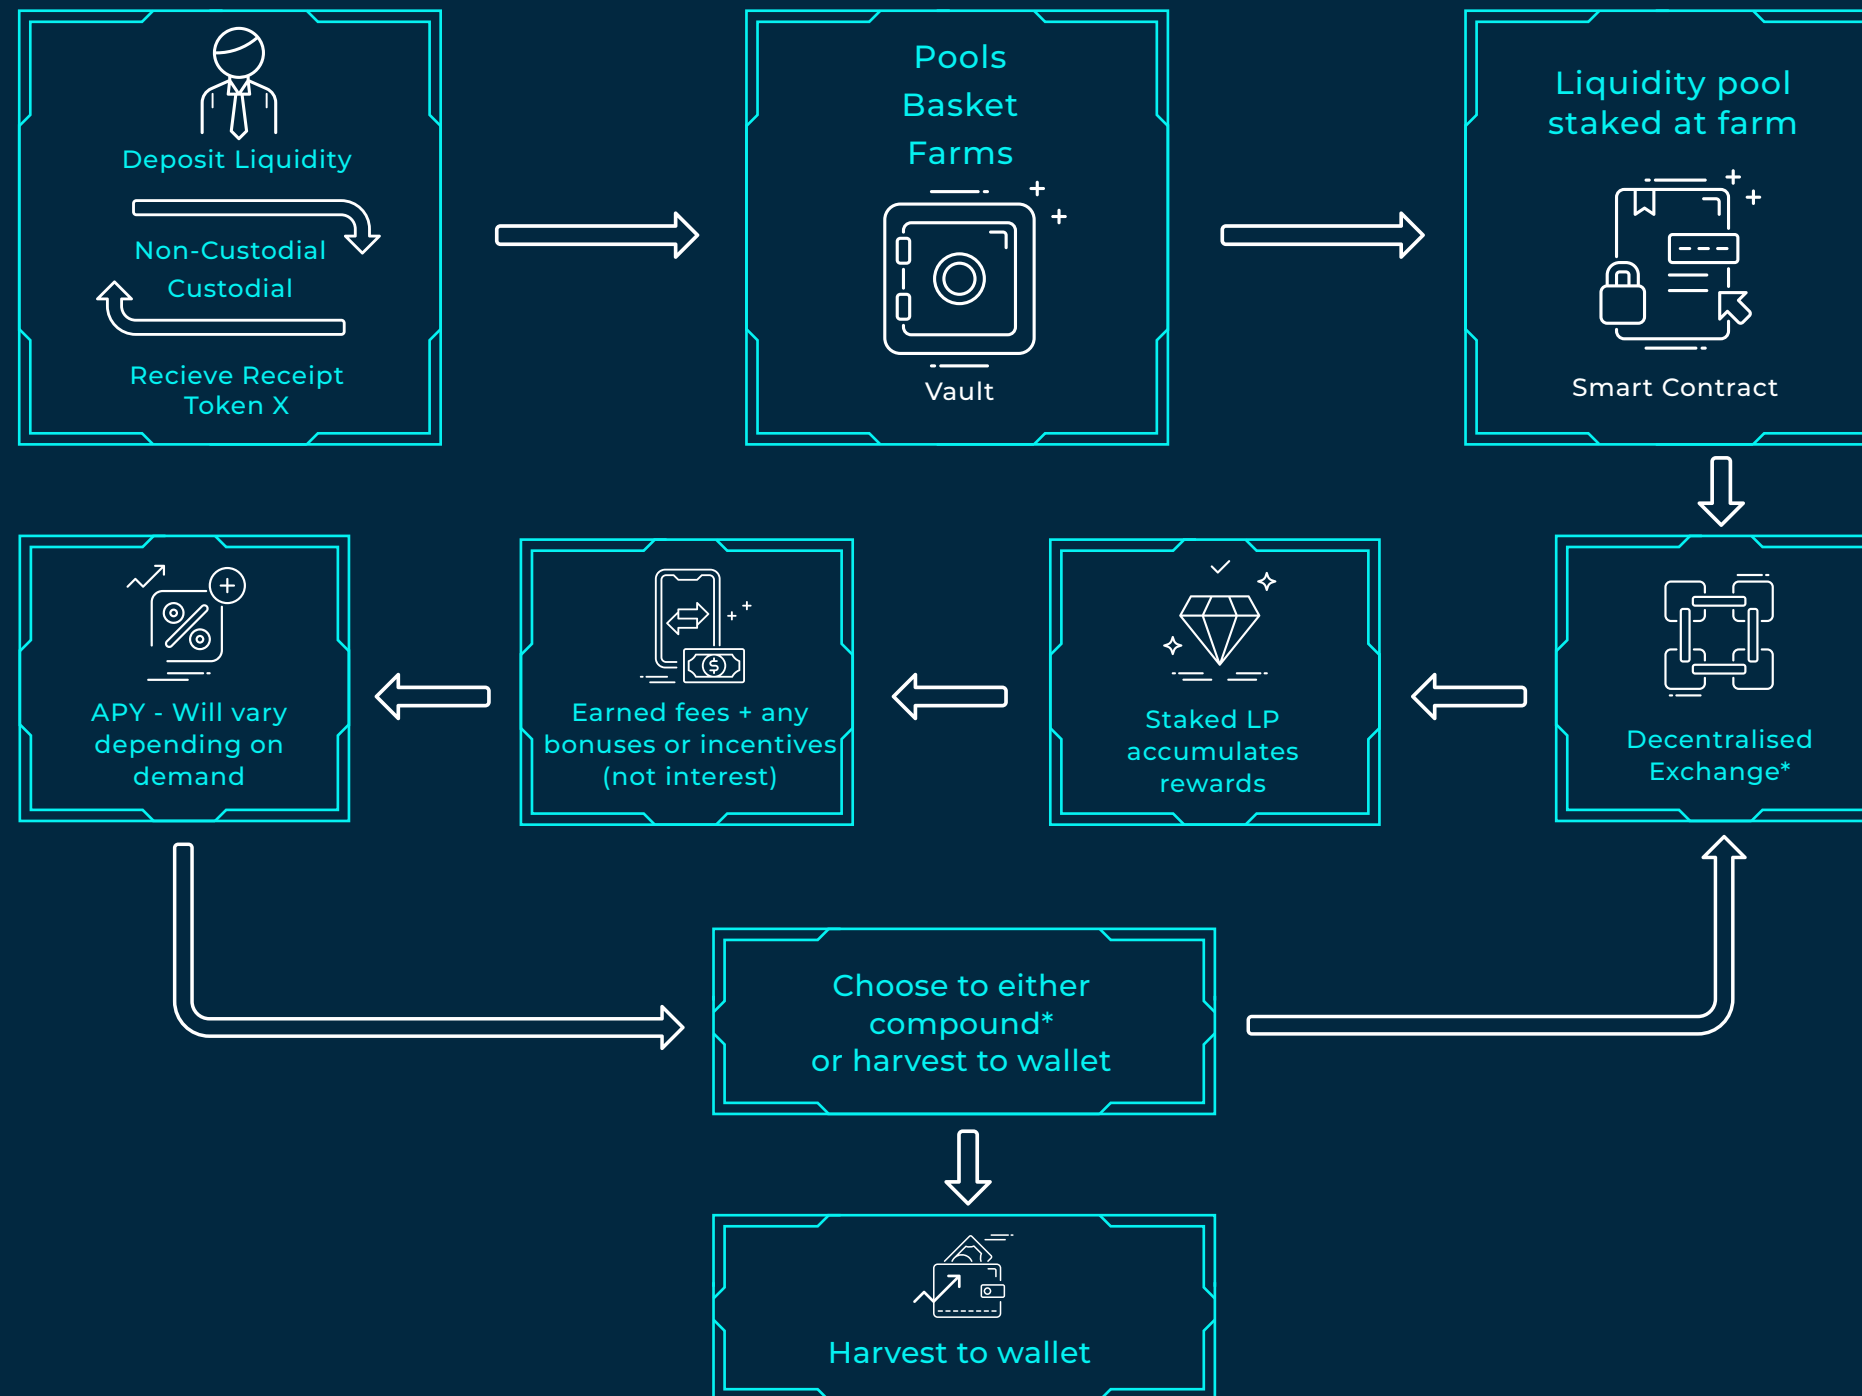 Deposit Liquidity
Non-Custodial
Custodial
Recieve Receipt
Token X
Pools
Basket
Farms
Vault
Liquidity pool
staked at farm
Smart Contract
APY - Will vary
depending on
demand
Earned fees + any
bonuses or incentives
(not interest)
Staked LP
accumulates
rewards
Decentralised
Exchange*
Choose to either
compound*
or harvest to wallet
Harvest to wallet